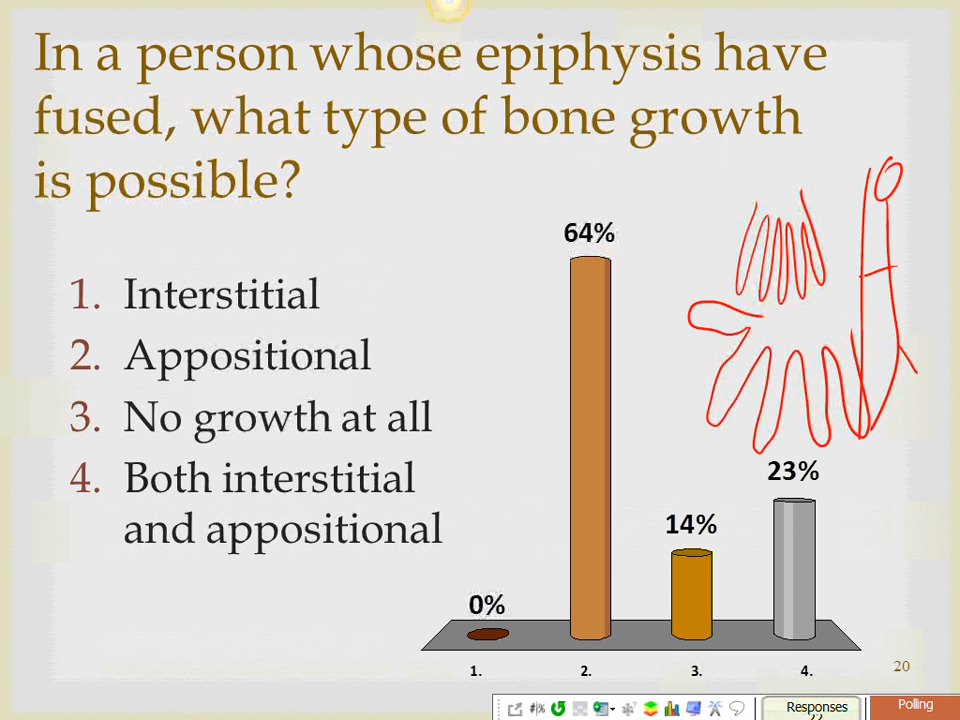 In a person whose epiphysis have
fused, what type of bone growth
is possible?
1. Interstitial
2. Appositional
3. No growth at all
4. Both interstitial
and appositional
64%
23%
14%
0%
1.
2.
3.
4.
20
Responses
22
Polling